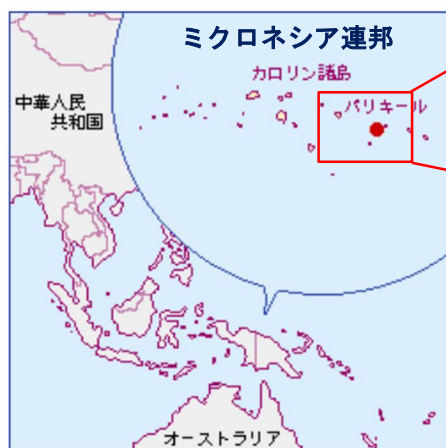 ミクロネシア連邦
カロリン諸島
パリキール
中華人民
共和国
オーストラリア